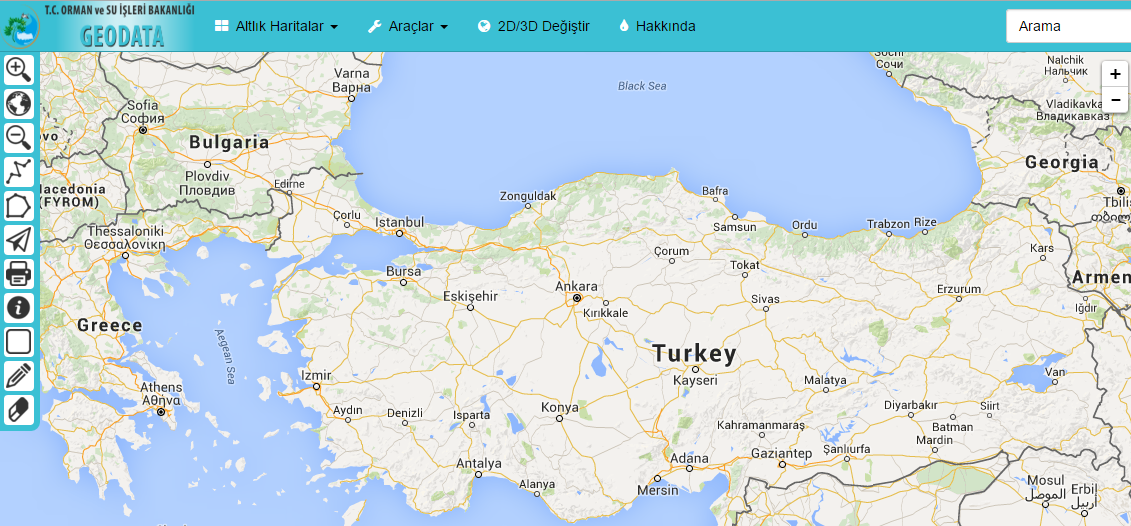 T.C. ORMAN ve SU İŞLERİ BAKANLIĞI
GEODATA
Altlık Haritalar
Araçlar
2D/3D Değiştir
Hakkında
Arama
+
−
Varna
Варна
Black Sea
Sochi
Сочи
Nalchik
Нальчик
Vladikavka
Владикавказ
Sofia
София
Bulgaria
Plovdiv
Пловдив
ovo
Macedonia
(FYROM)
Edirne
Georgia
Tbilis
Zonguldak
Bafra
Samsun
Ordu
Trabzon
Rize
Çorlu
Istanbul
Thessaloniki
Θεσσαλονίκη
Çorum
Tokat
Kars
Bursa
Armen
Ankara
Eskişehir
Kırıkkale
Sivas
Erzurum
Iğdır
Greece
Aegean Sea
Turkey
Kayseri
Izmir
Malatya
Van
Athens
Αθήνα
Aydın
Denizli
Isparta
Konya
Diyarbakır
Siirt
Batman
Mardin
Kahramanmaraş
Şanlıurfa
Gaziantep
Adana
Antalya
Alanya
Mersin
Mosul
الموصل
Erbil
أربيل